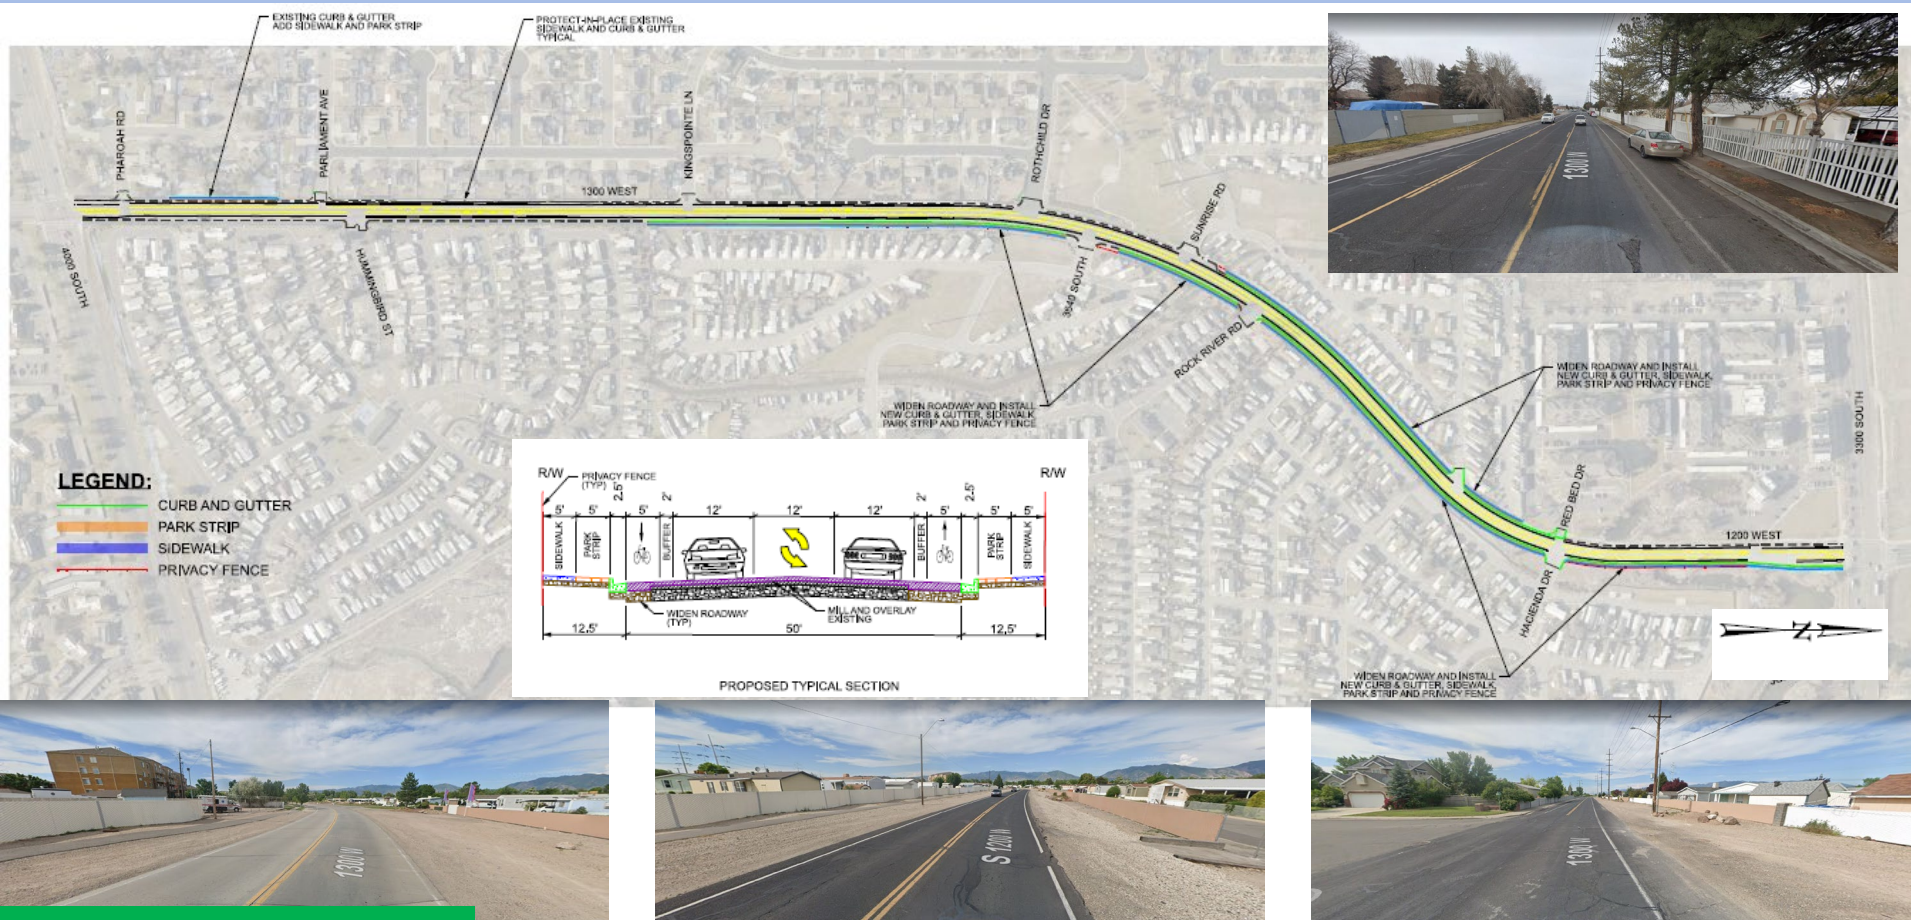 EXISTING CURB & GUTTER
ADD SIDEWALK AND PARK STRIP
PROTECT-IN-PLACE EXISTING
SIDEWALK AND CURB & GUTTER
TYPICAL
PHAROAH RD
PARLIAMENT AVE
KINGSPOINTE LN
ROTHCHILD DR
1300 WEST
SUNRISE RD
4000 SOUTH
HUMMINGBIRD ST
3640 SOUTH
ROCK RIVER RD
WIDEN ROADWAY AND INSTALL
NEW CURB & GUTTER, SIDEWALK,
PARK STRIP AND PRIVACY FENCE
WIDEN ROADWAY AND INSTALL
NEW CURB & GUTTER, SIDEWALK,
PARK STRIP AND PRIVACY FENCE
3300 SOUTH
RED BED DR
1200 WEST
HACIENDA DR
WIDEN ROADWAY AND INSTALL
NEW CURB & GUTTER, SIDEWALK,
PARK STRIP AND PRIVACY FENCE
N
LEGEND:
CURB AND GUTTER
PARK STRIP
SIDEWALK
PRIVACY FENCE
R/W
PRIVACY FENCE
(TYP)
R/W
5' 5' 2.5' 5' 2' 12' 12' 12' 2' 5' 2.5' 5' 5'
SIDEWALK
PARK
STRIP
BUFFER
BUFFER
PARK
STRIP
SIDEWALK
WIDEN ROADWAY
(TYP)
MILL AND OVERLAY
EXISTING
12.5' 50' 12.5'
PROPOSED TYPICAL SECTION
1300 W
1300 W
S 1200 W
1300 W